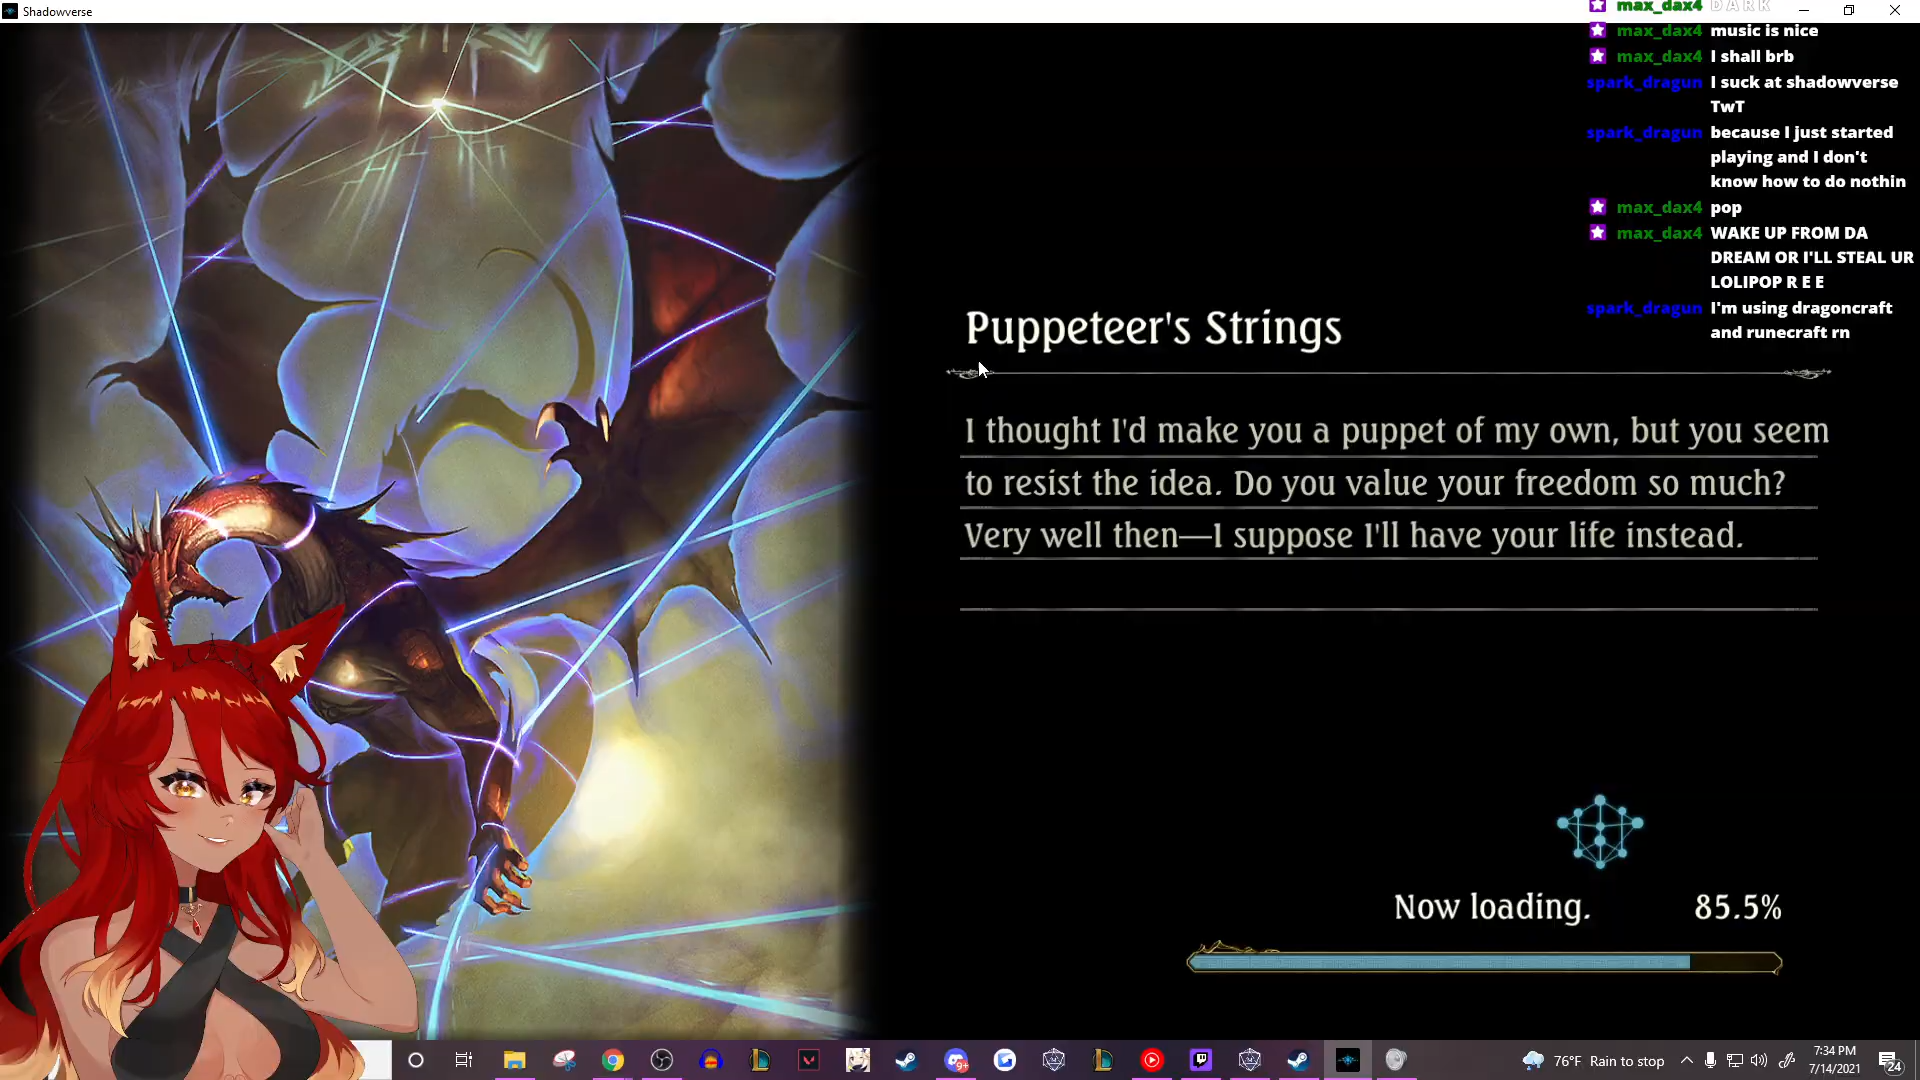 Shadowverse
max_dax4 D A R K
max_dax4 music is nice
max_dax4 I shall brb
spark_dragun I suck at shadowverse
TwT
spark_dragun because I just started
playing and I don't
know how to do nothin
max_dax4 pop
max_dax4 WAKE UP FROM DA
DREAM OR I'LL STEAL UR
LOLIPOP R E E
spark_dragun I'm using dragoncraft
and runecraft rn
Puppeteer's Strings
I thought I'd make you a puppet of my own, but you seem
to resist the idea. Do you value your freedom so much?
Very well then—I suppose I'll have your life instead.
Now loading. 85.5%
9+
76°F Rain to stop
7:34 PM
7/14/2021
24